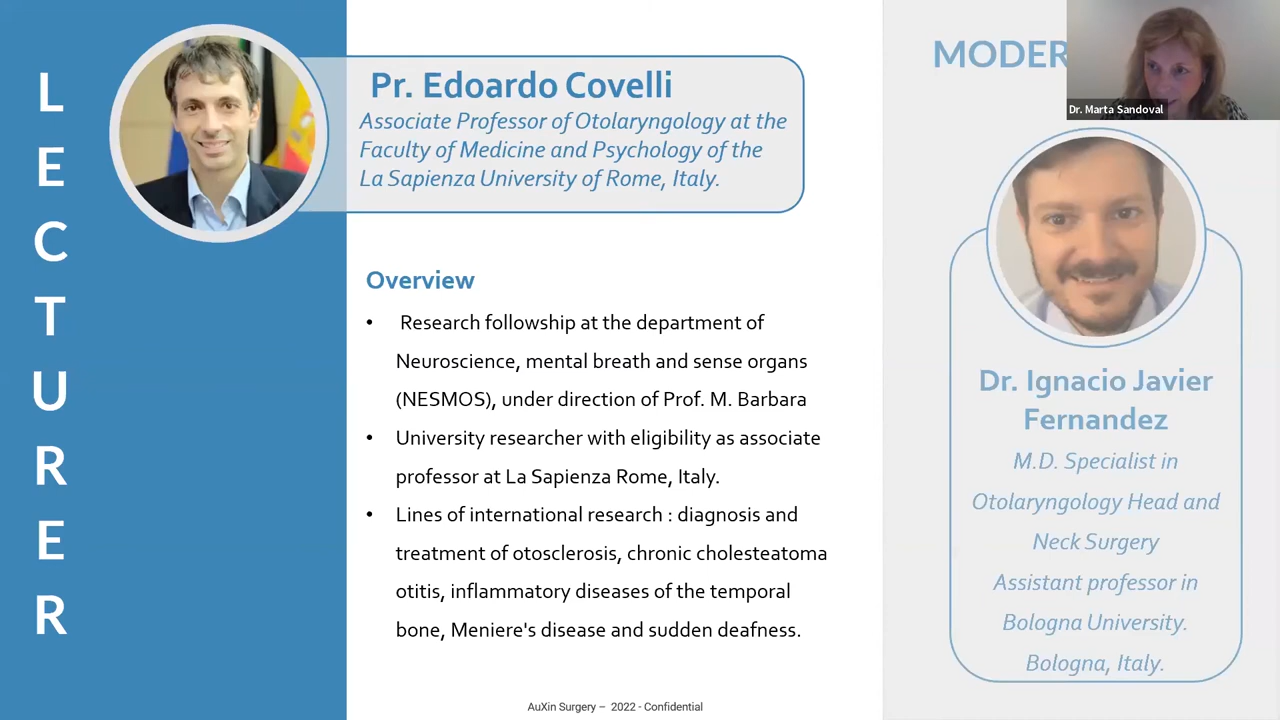 LECTURER
Pr. Edoardo Covelli
Associate Professor of Otolaryngology at the
Faculty of Medicine and Psychology of the
La Sapienza University of Rome, Italy.
Overview
• Research followship at the department of
Neuroscience, mental breath and sense organs
(NESMOS), under direction of Prof. M. Barbara
• University researcher with eligibility as associate
professor at La Sapienza Rome, Italy.
• Lines of international research : diagnosis and
treatment of otosclerosis, chronic cholesteatoma
otitis, inflammatory diseases of the temporal
bone, Meniere's disease and sudden deafness.
AuXin Surgery – 2022 - Confidential
MODER
Dr. Marta Sandoval
Dr. Ignacio Javier
Fernandez
M.D. Specialist in
Otolaryngology Head and
Neck Surgery
Assistant professor in
Bologna University.
Bologna, Italy.